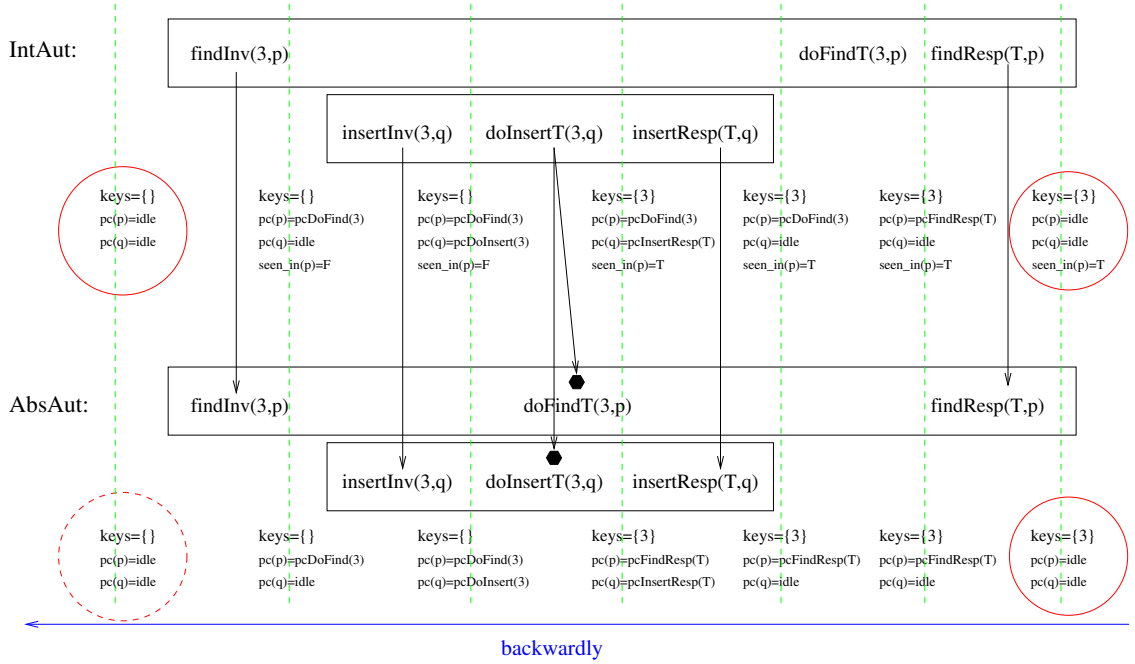 IntAut:
findInv(3,p) doFindT(3,p) findResp(T,p)
insertInv(3,q) doInsertT(3,q) insertResp(T,q)
keys={} keys={} keys={} keys={3} keys={3} keys={3} keys={3}
pc(p)=idle pc(p)=pcDoFind(3) pc(p)=pcDoFind(3) pc(p)=pcDoFind(3) pc(p)=pcDoFind(3) pc(p)=pcFindResp(T) pc(p)=idle
pc(q)=idle pc(q)=idle pc(q)=pcDoInsert(3) pc(q)=pcInsertResp(T) pc(q)=idle pc(q)=idle pc(q)=idle
seen_in(p)=F seen_in(p)=F seen_in(p)=T seen_in(p)=T seen_in(p)=T seen_in(p)=T
AbsAut:
findInv(3,p) doFindT(3,p) findResp(T,p)
insertInv(3,q) doInsertT(3,q) insertResp(T,q)
keys={} keys={} keys={} keys={3} keys={3} keys={3} keys={3}
pc(p)=idle pc(p)=pcDoFind(3) pc(p)=pcDoFind(3) pc(p)=pcFindResp(T) pc(p)=pcFindResp(T) pc(p)=pcFindResp(T) pc(p)=idle
pc(q)=idle pc(q)=idle pc(q)=pcDoInsert(3) pc(q)=pcInsertResp(T) pc(q)=idle pc(q)=idle pc(q)=idle
backwardly